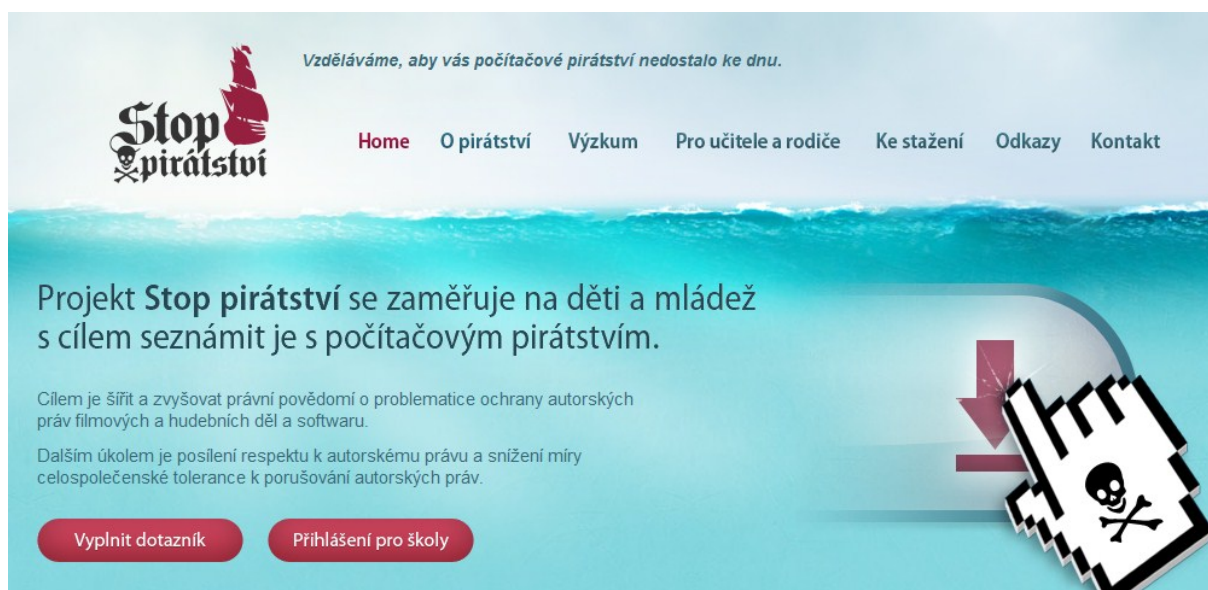 Vzděláváme, aby vás počítačové pirátství nedostalo ke dnu.
Stop
pirátství
Home O pirátství Výzkum Pro učitele a rodiče Ke stažení Odkazy Kontakt
Projekt Stop pirátství se zaměřuje na děti a mládež
s cílem seznámit je s počítačovým pirátstvím.
Cílem je šířit a zvyšovat právní povědomí o problematice ochrany autorských
práv filmových a hudebních děl a softwaru.
Dalším úkolem je posílení respektu k autorskému právu a snížení míry
celospolečenské tolerance k porušování autorských práv.
Vyplnit dotazník Přihlášení pro školy